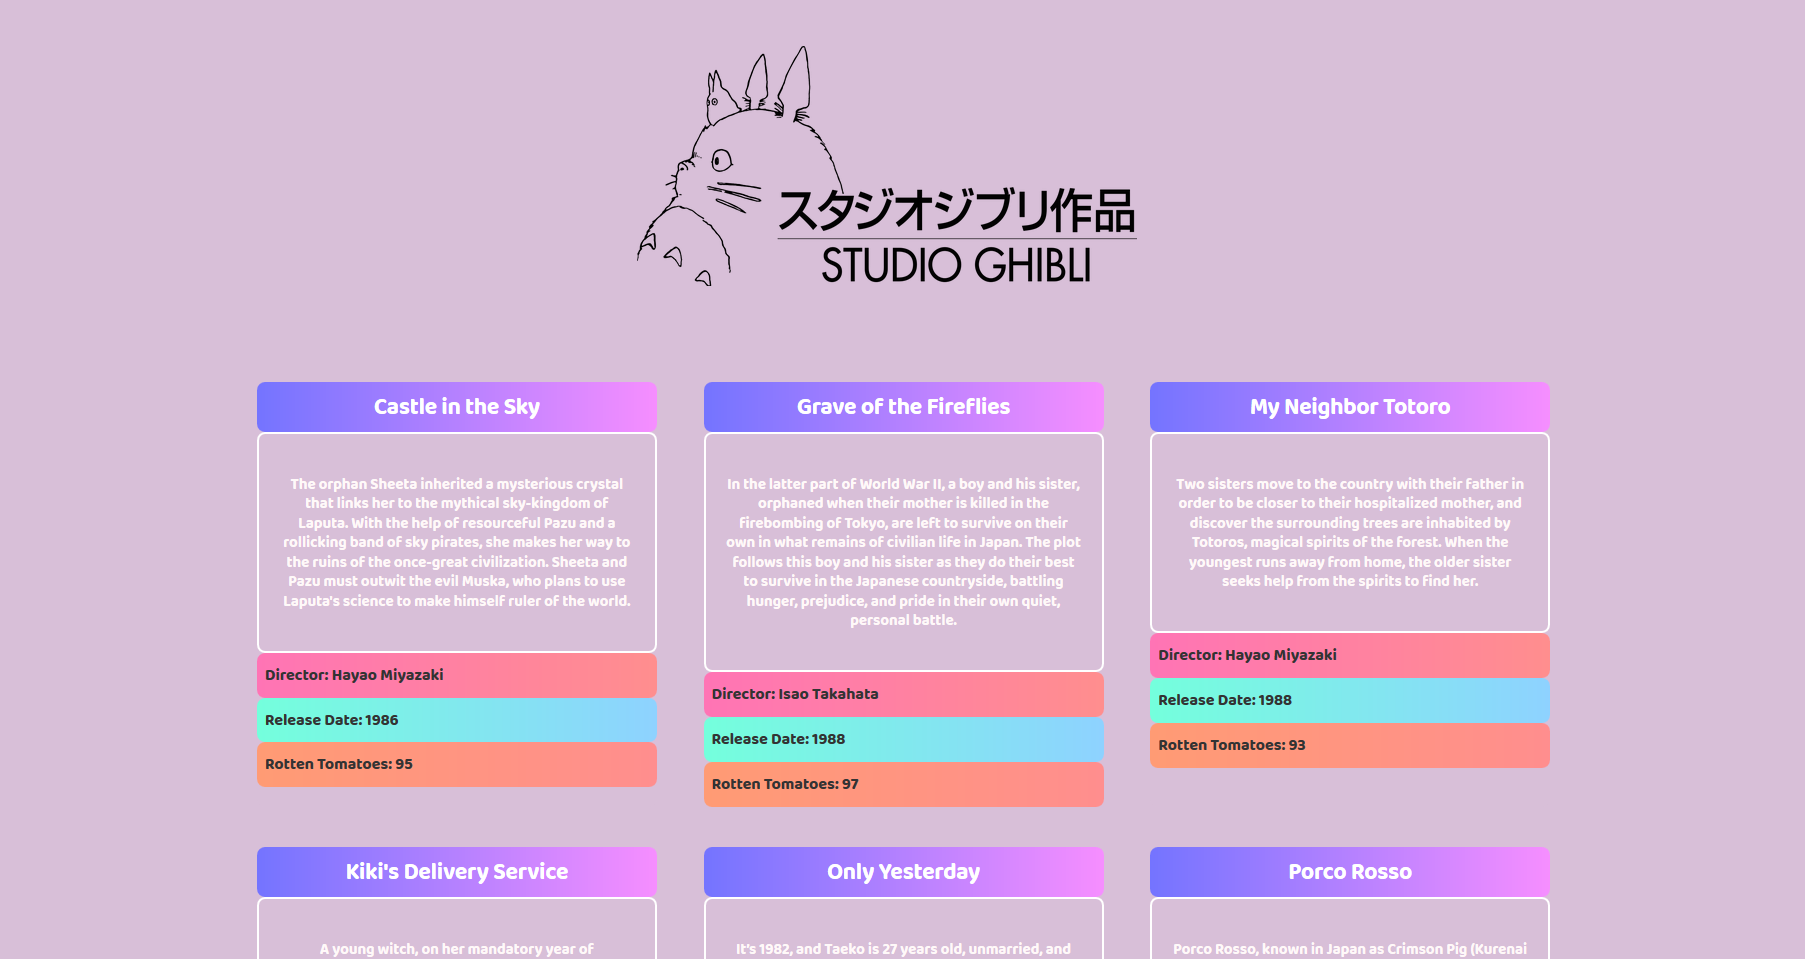 スタジオジブリ作品
STUDIO GHIBLI
Castle in the Sky
The orphan Sheeta inherited a mysterious crystal
that links her to the mythical sky-kingdom of
Laputa. With the help of resourceful Pazu and a
rollicking band of sky pirates, she makes her way to
the ruins of the once-great civilization. Sheeta and
Pazu must outwit the evil Muska, who plans to use
Laputa's science to make himself ruler of the world.
Director: Hayao Miyazaki
Release Date: 1986
Rotten Tomatoes: 95
Grave of the Fireflies
In the latter part of World War II, a boy and his sister,
orphaned when their mother is killed in the
firebombing of Tokyo, are left to survive on their
own in what remains of civilian life in Japan. The plot
follows this boy and his sister as they do their best
to survive in the Japanese countryside, battling
hunger, prejudice, and pride in their own quiet,
personal battle.
Director: Isao Takahata
Release Date: 1988
Rotten Tomatoes: 97
My Neighbor Totoro
Two sisters move to the country with their father in
order to be closer to their hospitalized mother, and
discover the surrounding trees are inhabited by
Totoros, magical spirits of the forest. When the
youngest runs away from home, the older sister
seeks help from the spirits to find her.
Director: Hayao Miyazaki
Release Date: 1988
Rotten Tomatoes: 93
Kiki's Delivery Service
A young witch, on her mandatory year of
Only Yesterday
It's 1982, and Taeko is 27 years old, unmarried, and
Porco Rosso
Porco Rosso, known in Japan as Crimson Pig (Kurenai